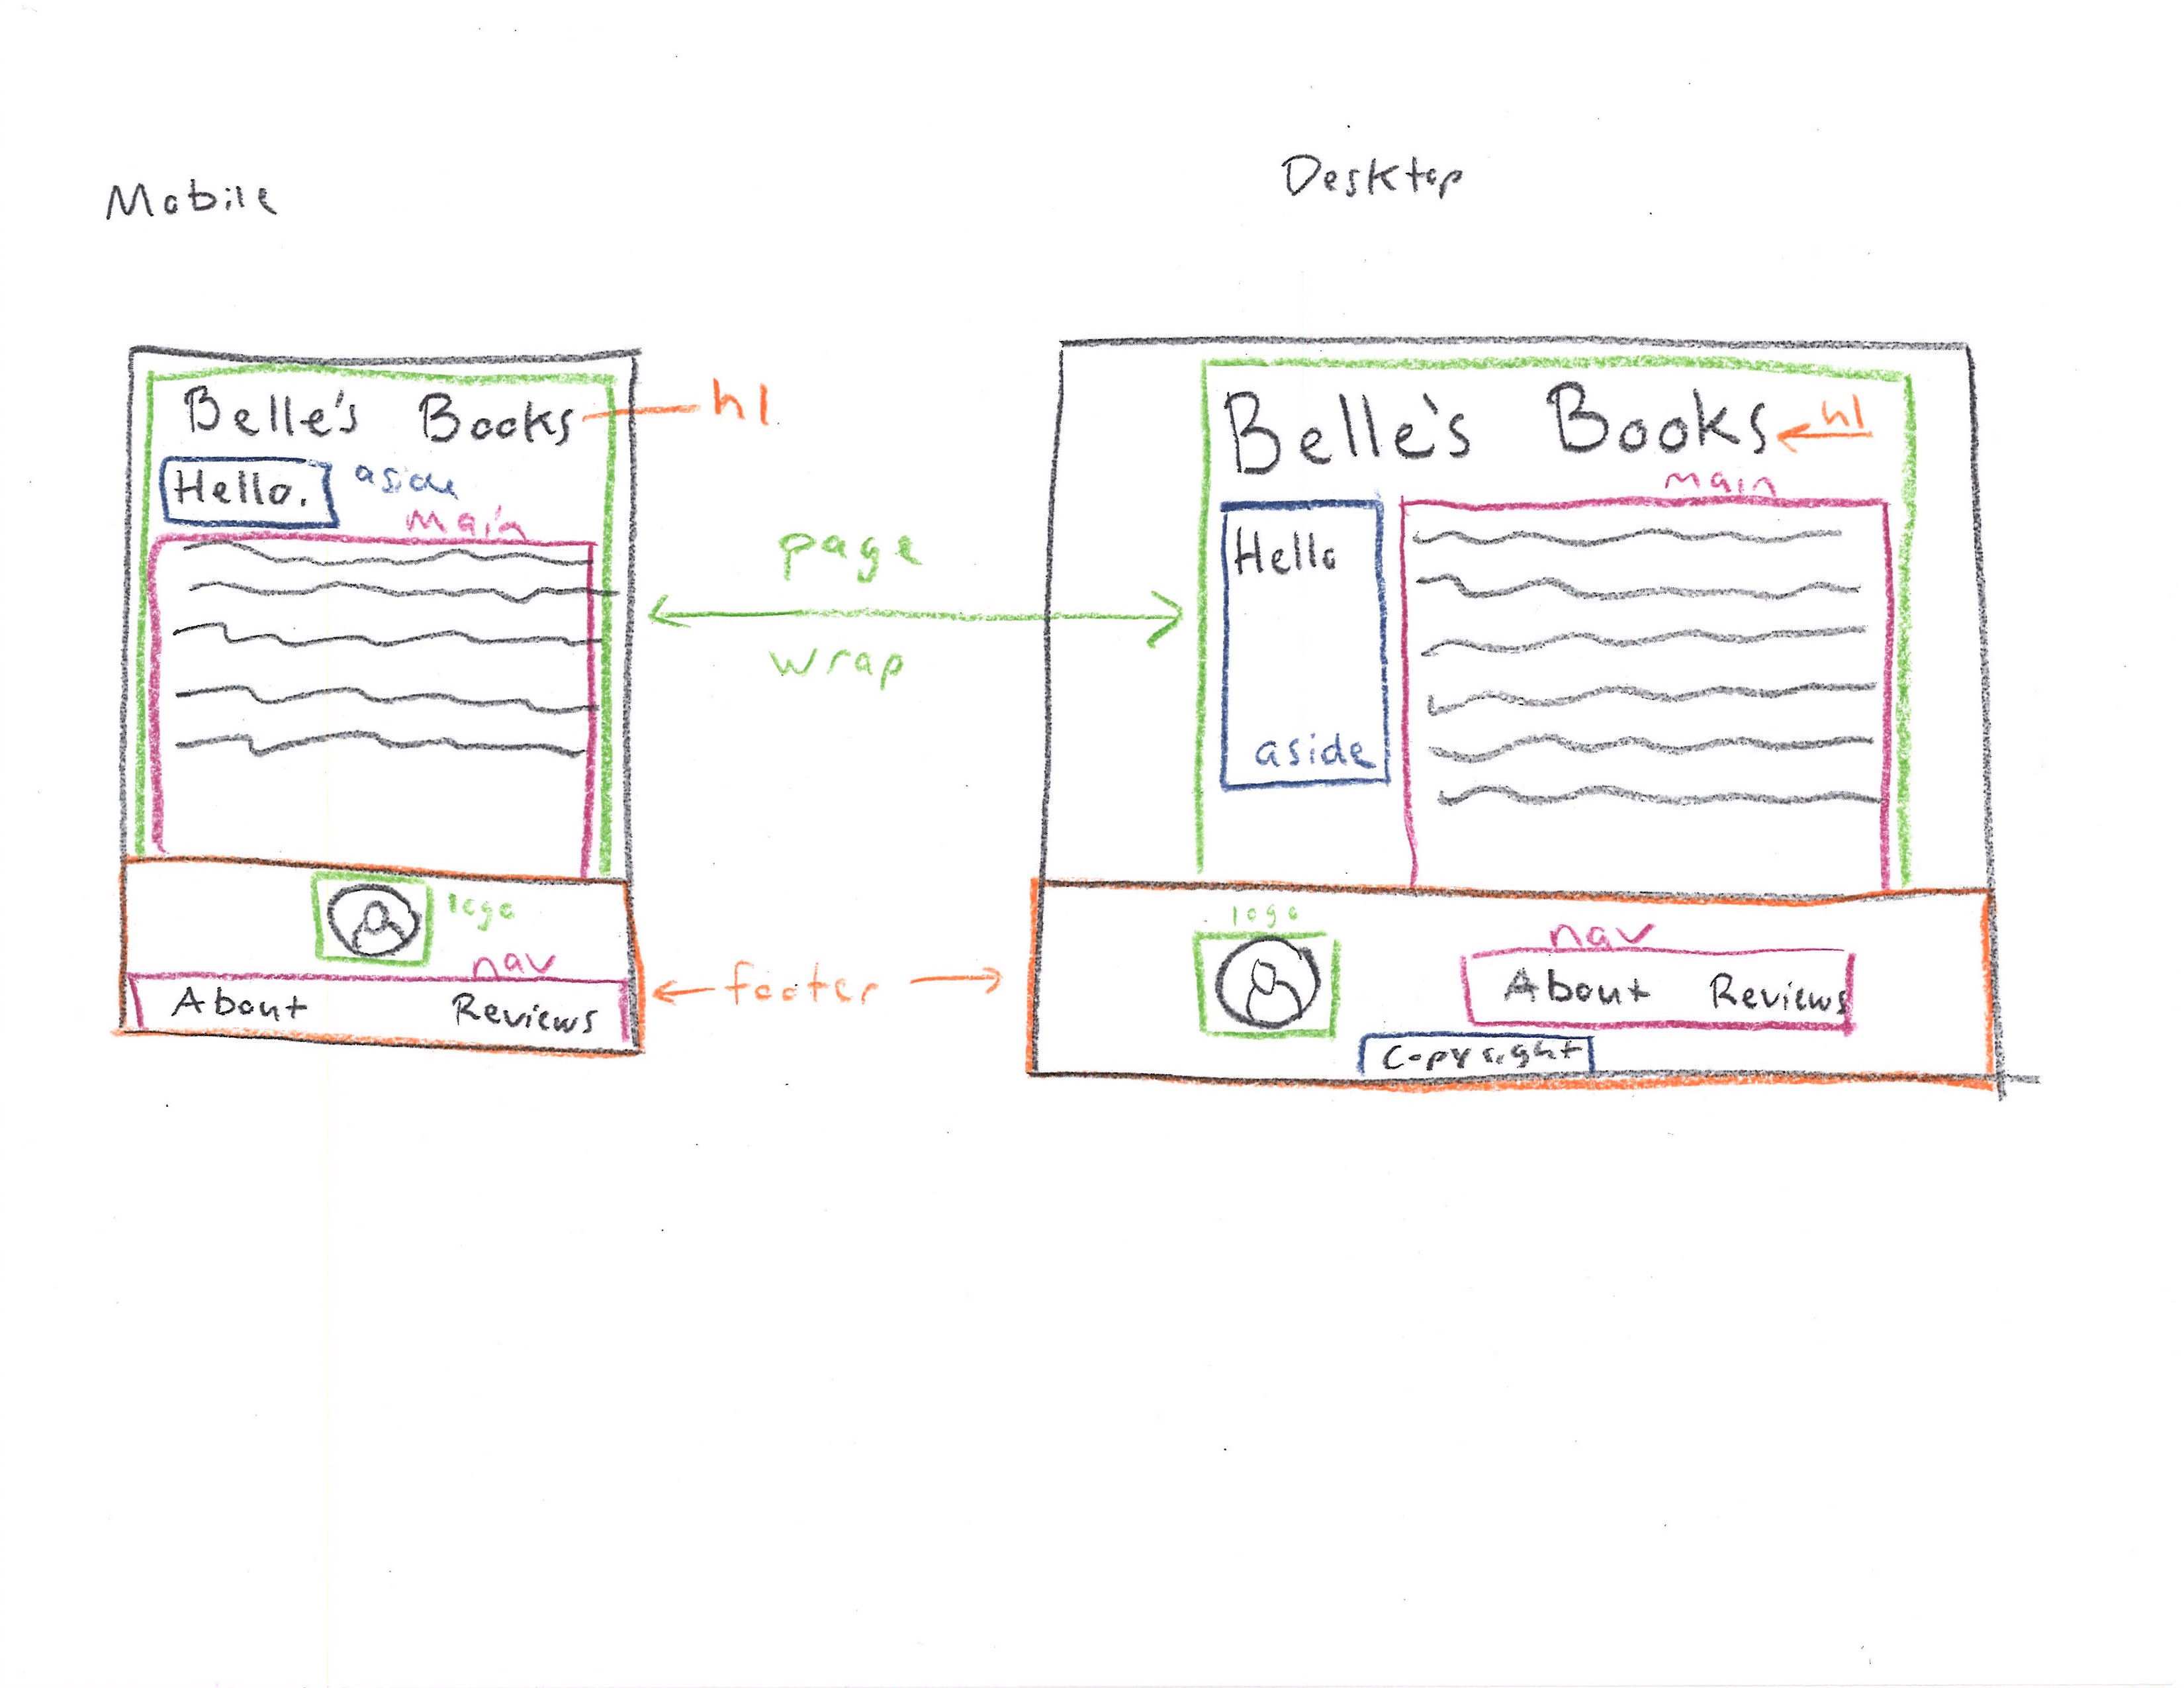 Mobile
Desktop
Belle's Books
h1
Hello.
aside
main
page
wrap
Belle's Books
h1
main
Hello
aside
logo
nav
About Reviews
footer
logo
nav
About Reviews
Copyright